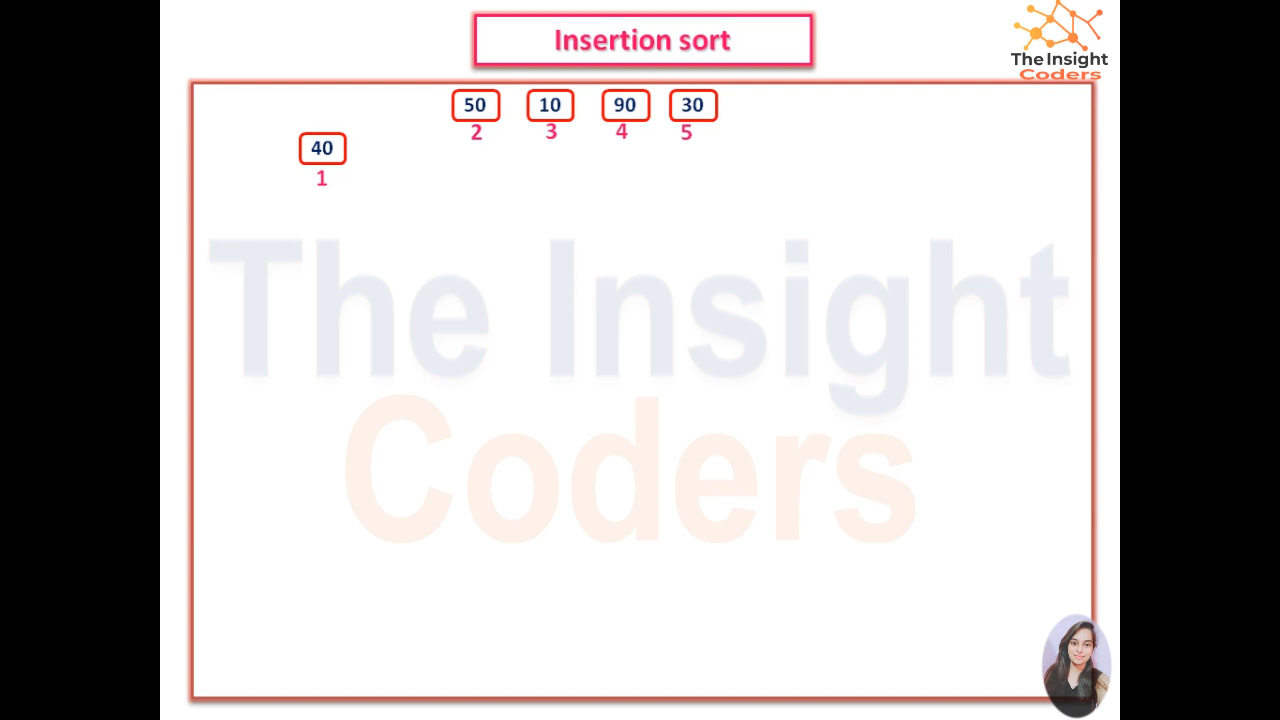 Insertion sort
The Insight
Coders
50 10 90 30
2 3 4 5
40
1
The Insight
Coders